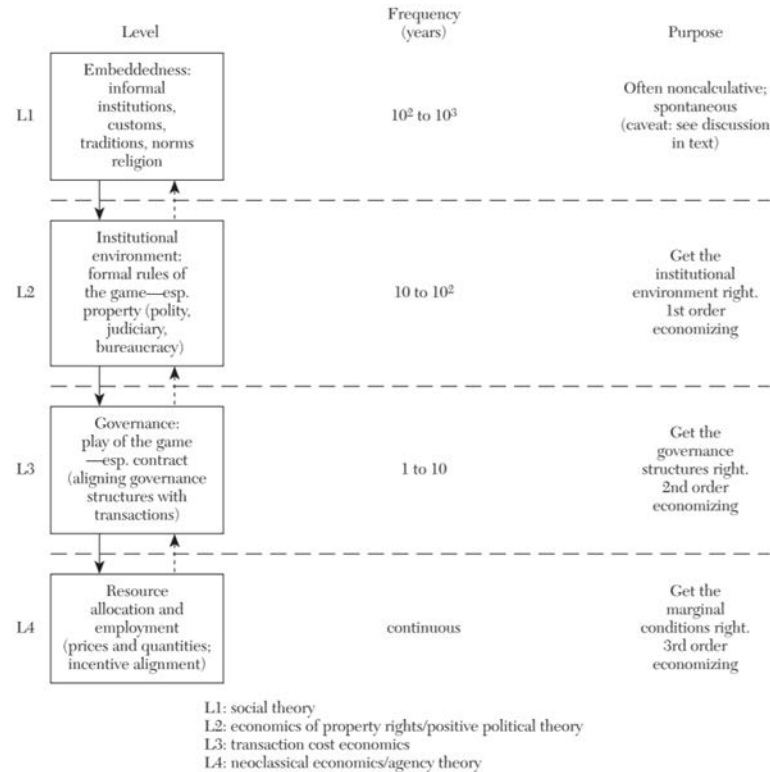 Level
Frequency
(years)
Purpose
L1
Embeddedness:
informal
institutions,
customs,
traditions, norms
religion
10² to 10³
Often noncalculative;
spontaneous
(caveat: see discussion
in text)
L2
Institutional
environment:
formal rules of
the game—esp.
property (polity,
judiciary,
bureaucracy)
10 to 10²
Get the
institutional
environment right.
1st order
economizing
L3
Governance:
play of the game
—esp. contract
(aligning governance
structures with
transactions)
1 to 10
Get the
governance
structures right.
2nd order
economizing
L4
Resource
allocation and
employment
(prices and quantities;
incentive alignment)
continuous
Get the
marginal
conditions right.
3rd order
economizing
L1: social theory
L2: economics of property rights/positive political theory
L3: transaction cost economics
L4: neoclassical economics/agency theory